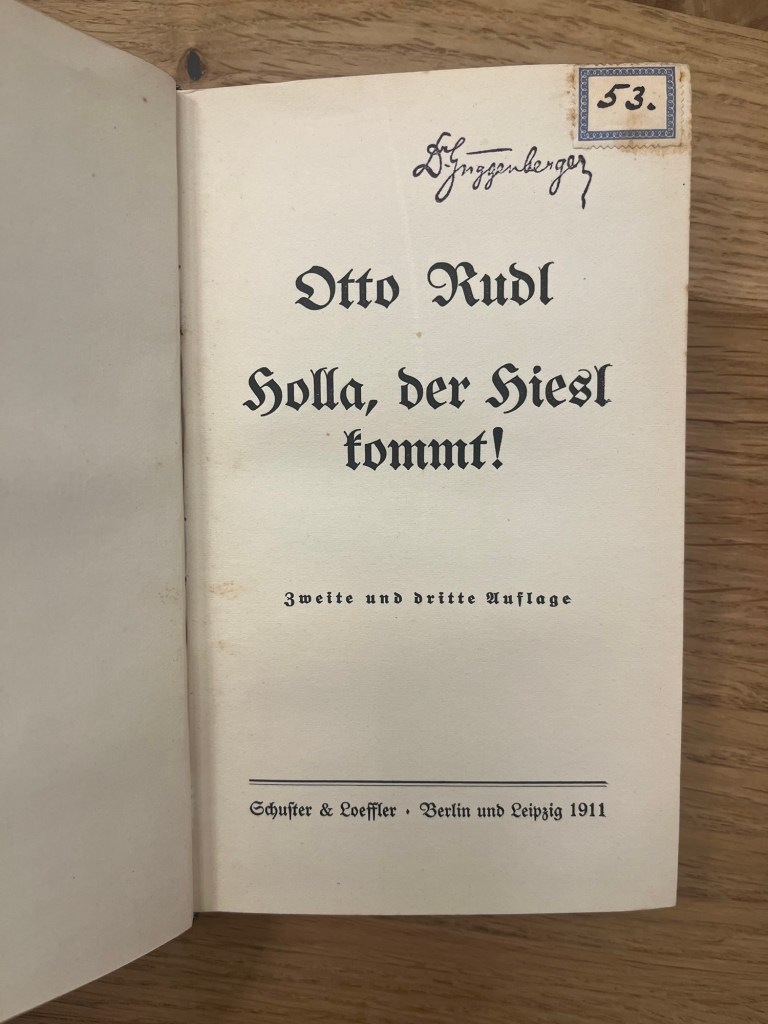 53.
Dr. Guggenberger
Otto Rudl
Holla, der Hiesl
kommt!
Zweite und dritte Auflage
Schuster & Loeffler · Berlin und Leipzig 1911